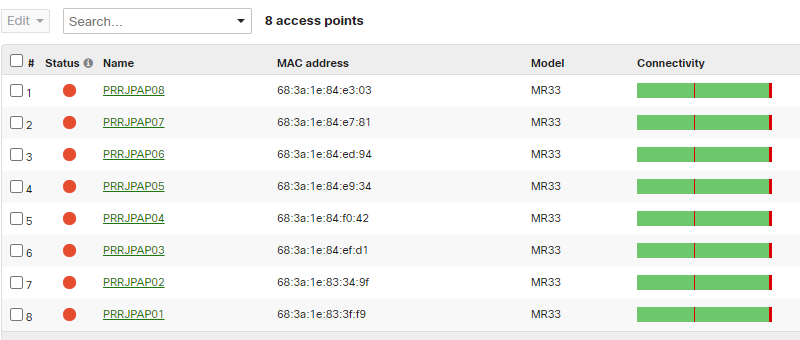 Edit Search... 8 access points
# Status Name MAC address Model Connectivity
1 PRRJPAP08 68:3a:1e:84:e3:03 MR33
2 PRRJPAP07 68:3a:1e:84:e7:81 MR33
3 PRRJPAP06 68:3a:1e:84:ed:94 MR33
4 PRRJPAP05 68:3a:1e:84:e9:34 MR33
5 PRRJPAP04 68:3a:1e:84:f0:42 MR33
6 PRRJPAP03 68:3a:1e:84:ef:d1 MR33
7 PRRJPAP02 68:3a:1e:83:34:9f MR33
8 PRRJPAP01 68:3a:1e:83:3f:f9 MR33